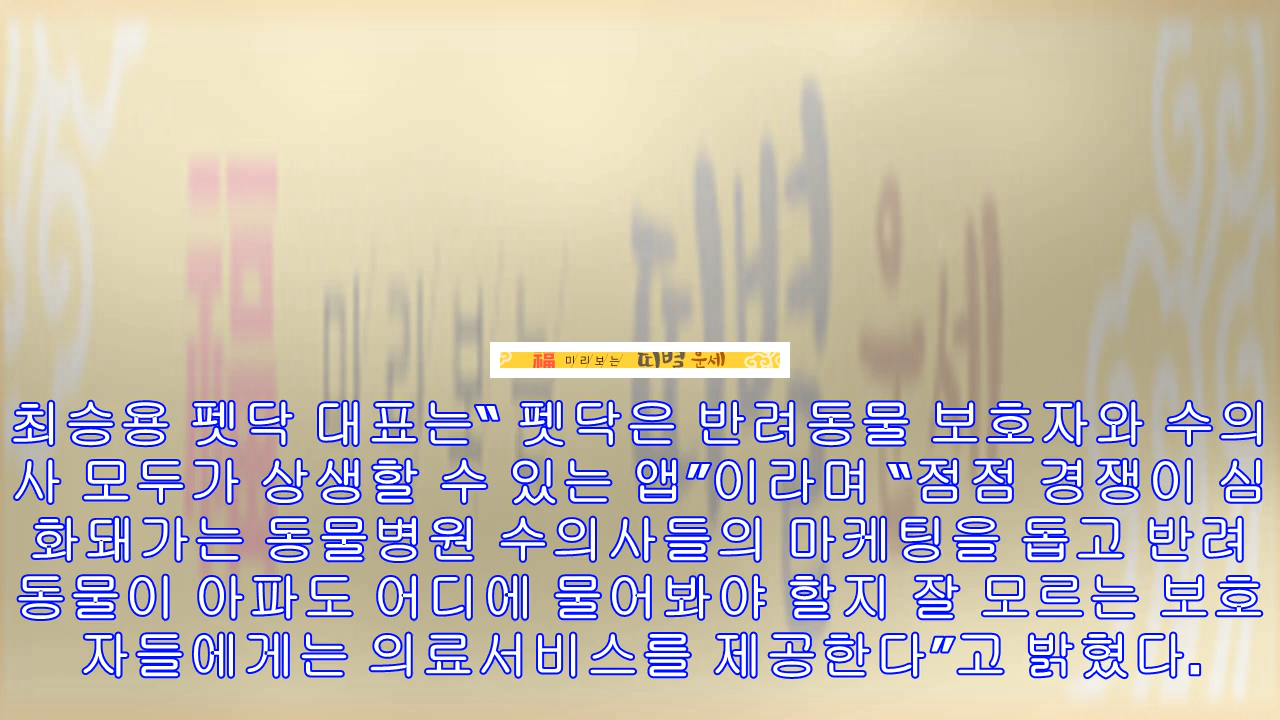 福 미리보는 띠별 운세
최승용 펫닥 대표는“ 펫닥은 반려동물 보호자와 수의
사 모두가 상생할 수 있는 앱”이라며 “점점 경쟁이 심
화돼가는 동물병원 수의사들의 마케팅을 돕고 반려
동물이 아파도 어디에 물어봐야 할지 잘 모르는 보호
자들에게는 의료서비스를 제공한다”고 밝혔다.